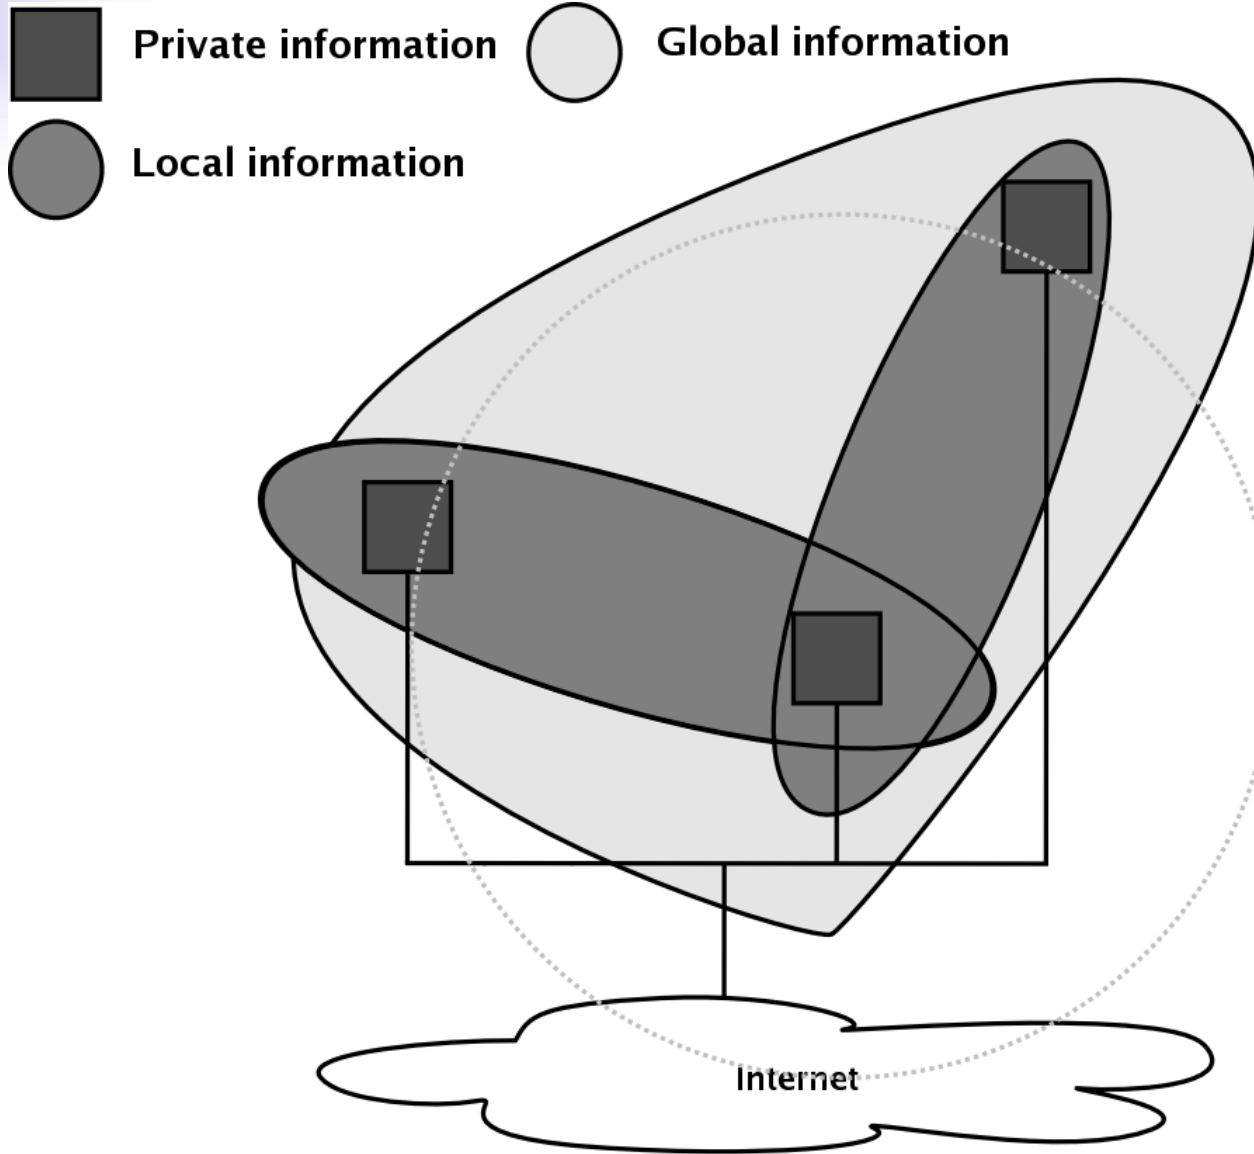 Private information
Global information
Local information
Internet